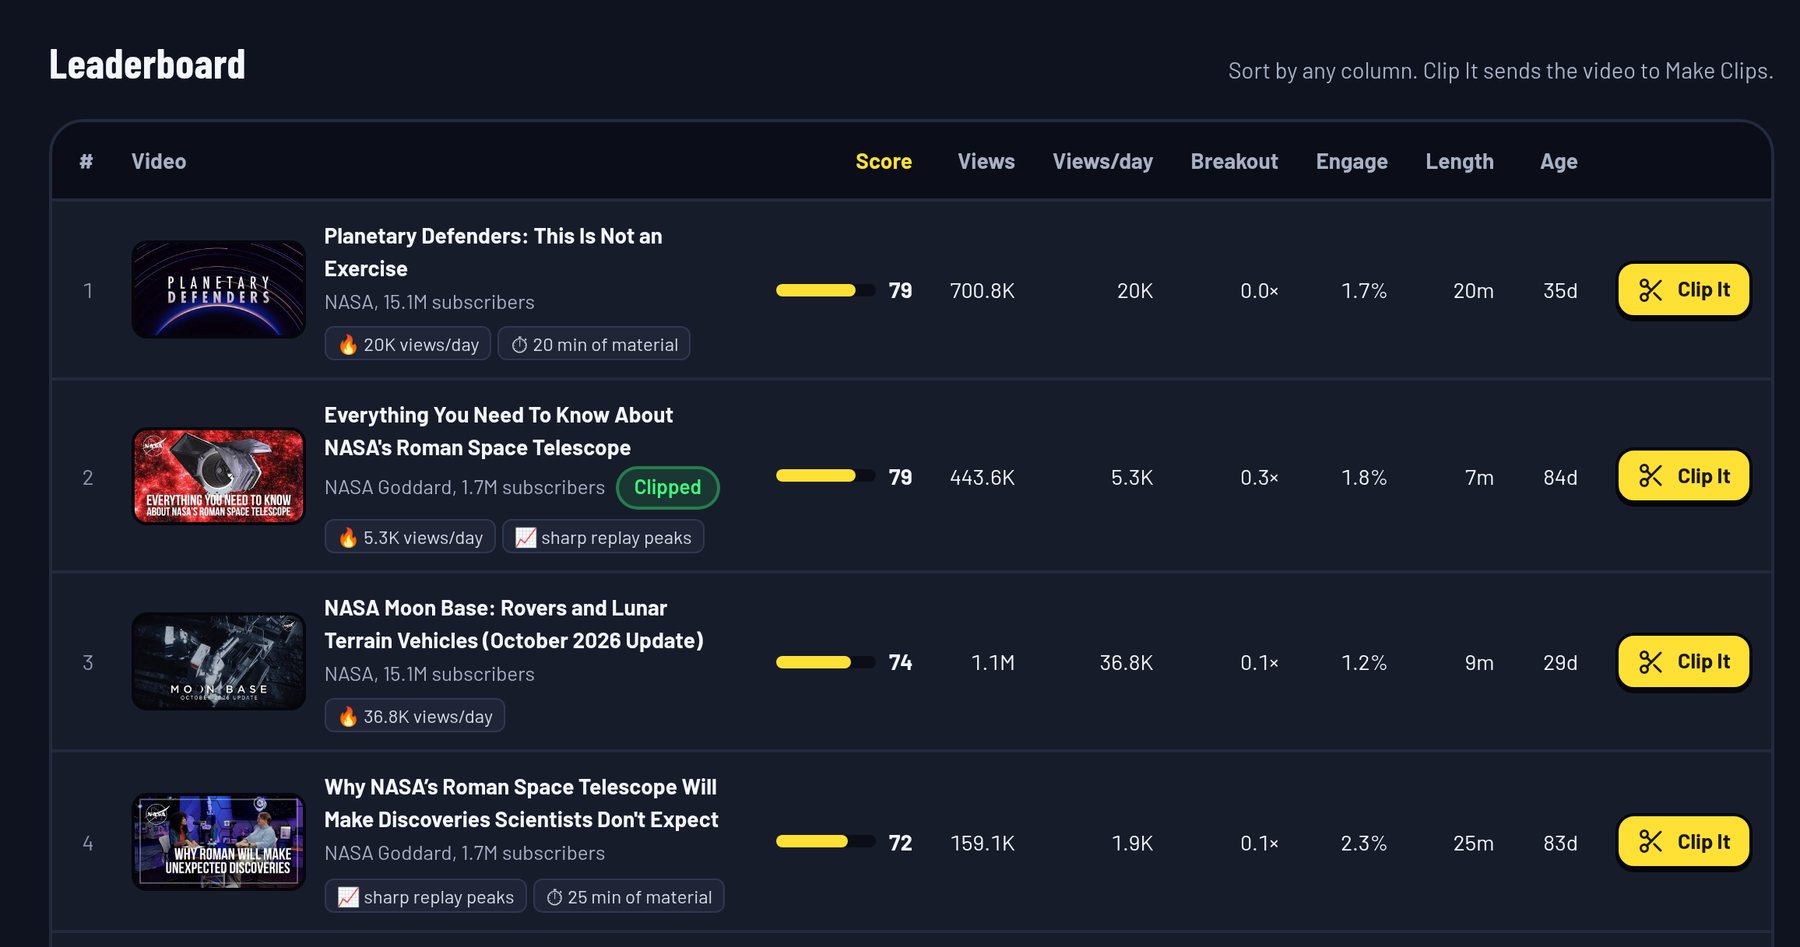 Leaderboard
Sort by any column. Clip It sends the video to Make Clips.
# Video Score Views Views/day Breakout Engage Length Age
1
PLANETARY
DEFENDERS
Planetary Defenders: This Is Not an
Exercise
NASA, 15.1M subscribers
🔥 20K views/day ⏱ 20 min of material
79 700.8K 20K 0.0× 1.7% 20m 35d Clip It
2
NASA
EVERYTHING YOU NEED TO KNOW
ABOUT NASA'S ROMAN SPACE TELESCOPE
Everything You Need To Know About
NASA's Roman Space Telescope
NASA Goddard, 1.7M subscribers Clipped
🔥 5.3K views/day 📈 sharp replay peaks
79 443.6K 5.3K 0.3× 1.8% 7m 84d Clip It
3
MOON BASE
OCTOBER 2026 UPDATE
NASA Moon Base: Rovers and Lunar
Terrain Vehicles (October 2026 Update)
NASA, 15.1M subscribers
🔥 36.8K views/day
74 1.1M 36.8K 0.1× 1.2% 9m 29d Clip It
4
NASA
WHY ROMAN WILL MAKE
UNEXPECTED DISCOVERIES
Why NASA’s Roman Space Telescope Will
Make Discoveries Scientists Don't Expect
NASA Goddard, 1.7M subscribers
📈 sharp replay peaks ⏱ 25 min of material
72 159.1K 1.9K 0.1× 2.3% 25m 83d Clip It